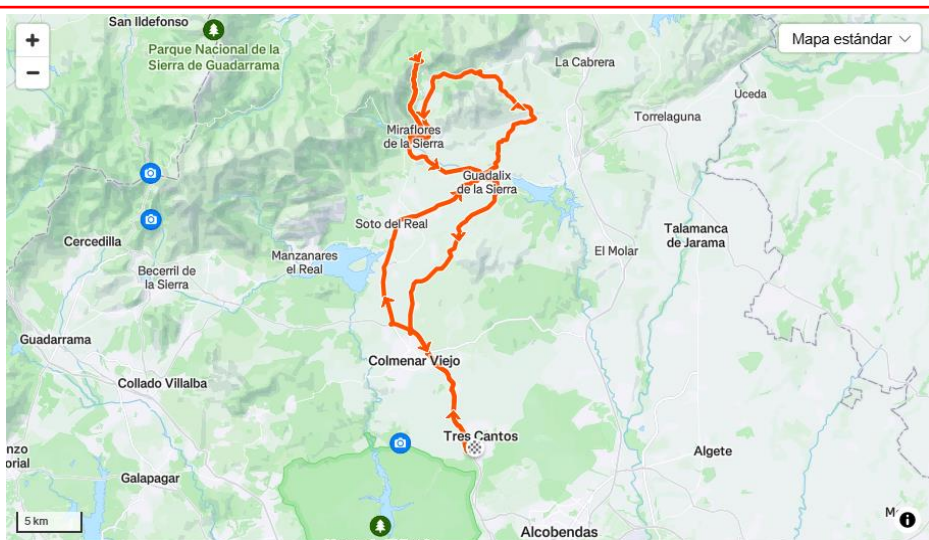 San Ildefonso
+
−
Parque Nacional de la
Sierra de Guadarrama
Mapa estándar
La Cabrera
Uceda
Torrelaguna
Miraflores
de la Sierra
Guadalix
de la Sierra
Soto del Real
Talamanca
de Jarama
Cercedilla
Manzanares
el Real
El Molar
Becerril de
la Sierra
Guadarrama
Colmenar Viejo
Collado Villalba
Tres Cantos
Algete
nzo
orial
Galapagar
5 km
Alcobendas
M